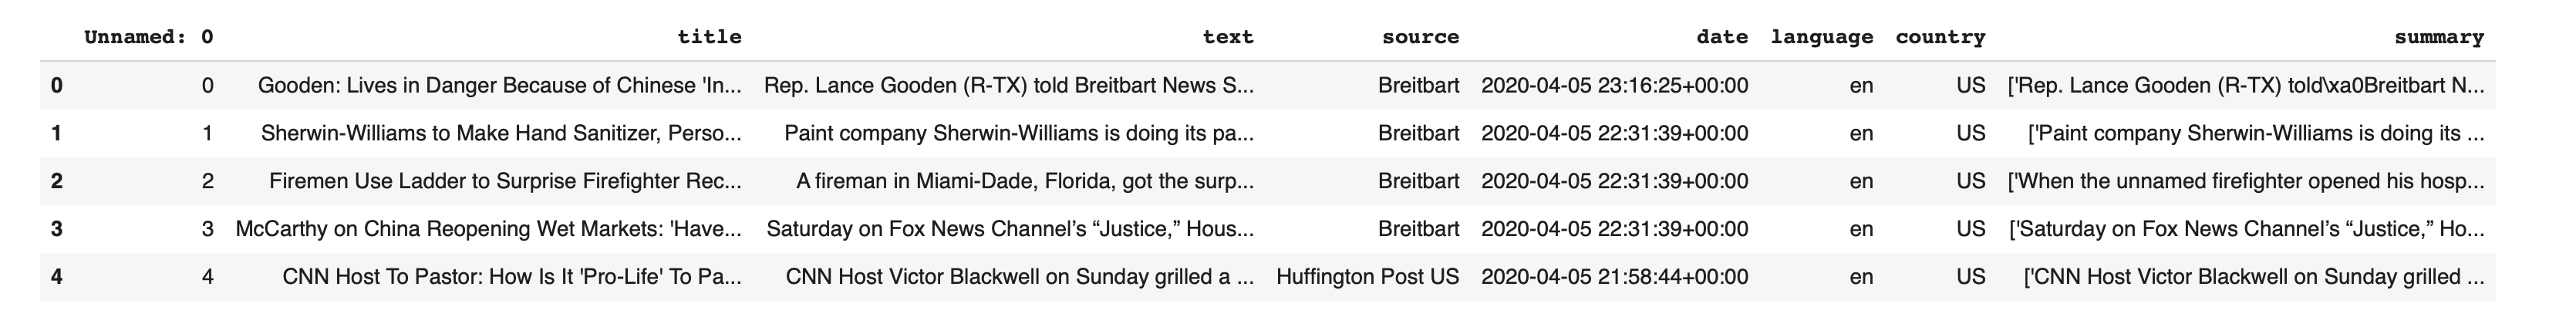 Unnamed: 0 title text source date language country summary
0 0 Gooden: Lives in Danger Because of Chinese 'In... Rep. Lance Gooden (R-TX) told Breitbart News S... Breitbart 2020-04-05 23:16:25+00:00 en US ['Rep. Lance Gooden (R-TX) told\xa0Breitbart N...
1 1 Sherwin-Williams to Make Hand Sanitizer, Perso... Paint company Sherwin-Williams is doing its pa... Breitbart 2020-04-05 22:31:39+00:00 en US ['Paint company Sherwin-Williams is doing its ...
2 2 Firemen Use Ladder to Surprise Firefighter Rec... A fireman in Miami-Dade, Florida, got the surp... Breitbart 2020-04-05 22:31:39+00:00 en US ['When the unnamed firefighter opened his hosp...
3 3 McCarthy on China Reopening Wet Markets: 'Have... Saturday on Fox News Channel’s “Justice,” Hous... Breitbart 2020-04-05 22:31:39+00:00 en US ['Saturday on Fox News Channel’s “Justice,” Ho...
4 4 CNN Host To Pastor: How Is It 'Pro-Life' To Pa... CNN Host Victor Blackwell on Sunday grilled a ... Huffington Post US 2020-04-05 21:58:44+00:00 en US ['CNN Host Victor Blackwell on Sunday grilled ...